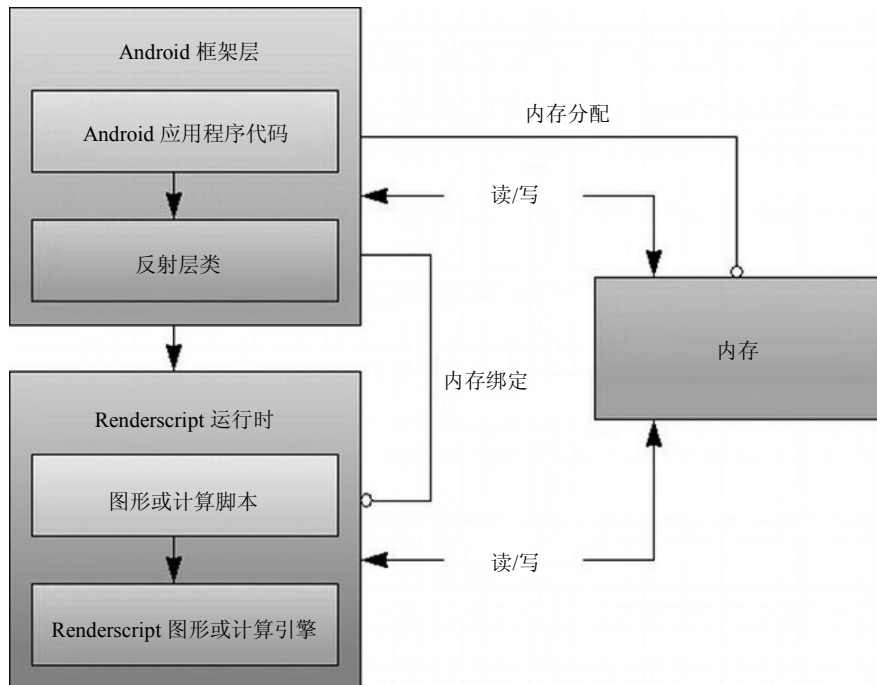 Android 框架层
Android 应用程序代码
内存分配
读/写
反射层类
内存
内存绑定
Renderscript 运行时
图形或计算脚本
读/写
Renderscript 图形或计算引擎